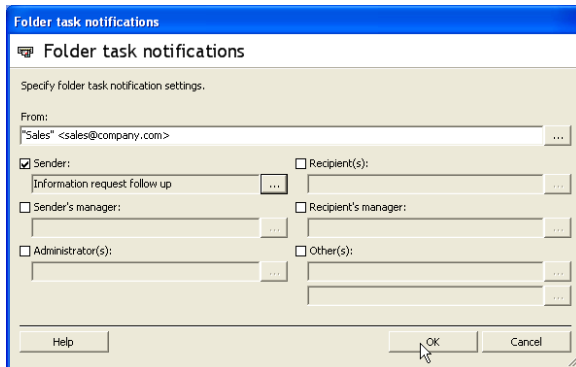 Folder task notifications
Folder task notifications
Specify folder task notification settings.
From:
"Sales" <sales@company.com>
...
Sender:
Recipient(s):
Information request follow up
...
...
Sender's manager:
Recipient's manager:
...
...
Administrator(s):
Other(s):
...
...
...
Help
OK
Cancel